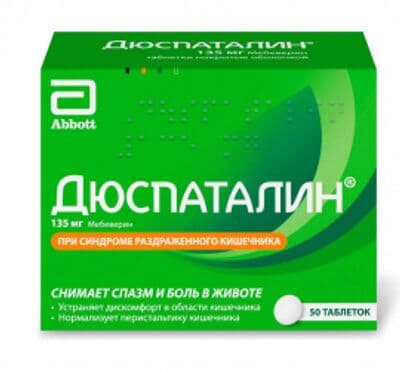 ДЮСПАТАЛИН®
135 МГ Мебеверин
таблетки покрытые оболочкой
Abbott
ДЮСПАТАЛИН®
135 мг Мебеверин
ПРИ СИНДРОМЕ РАЗДРАЖЕННОГО КИШЕЧНИКА
СНИМАЕТ СПАЗМ И БОЛЬ В ЖИВОТЕ
• Устраняет дискомфорт в области кишечника
• Нормализует перистальтику кишечника
50 ТАБЛЕТОК